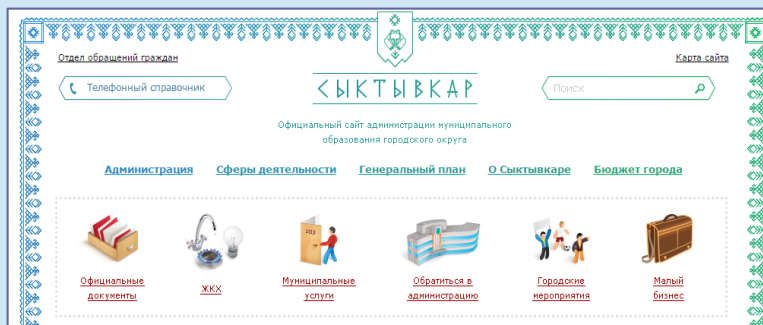 Отдел обращений граждан
Карта сайта
Телефонный справочник
СЫКТЫВКАР
Поиск
Официальный сайт администрации муниципального
образования городского округа
Администрация
Сферы деятельности
Генеральный план
О Сыктывкаре
Бюджет города
Официальные
документы
ЖКХ
Муниципальные
услуги
Обратиться в
администрацию
Городские
мероприятия
Малый
бизнес